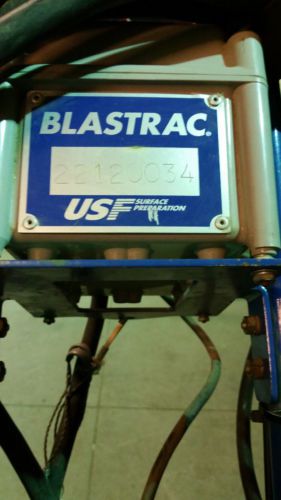 BLASTRAC®
22120034
USF SURFACE
PREPARATION